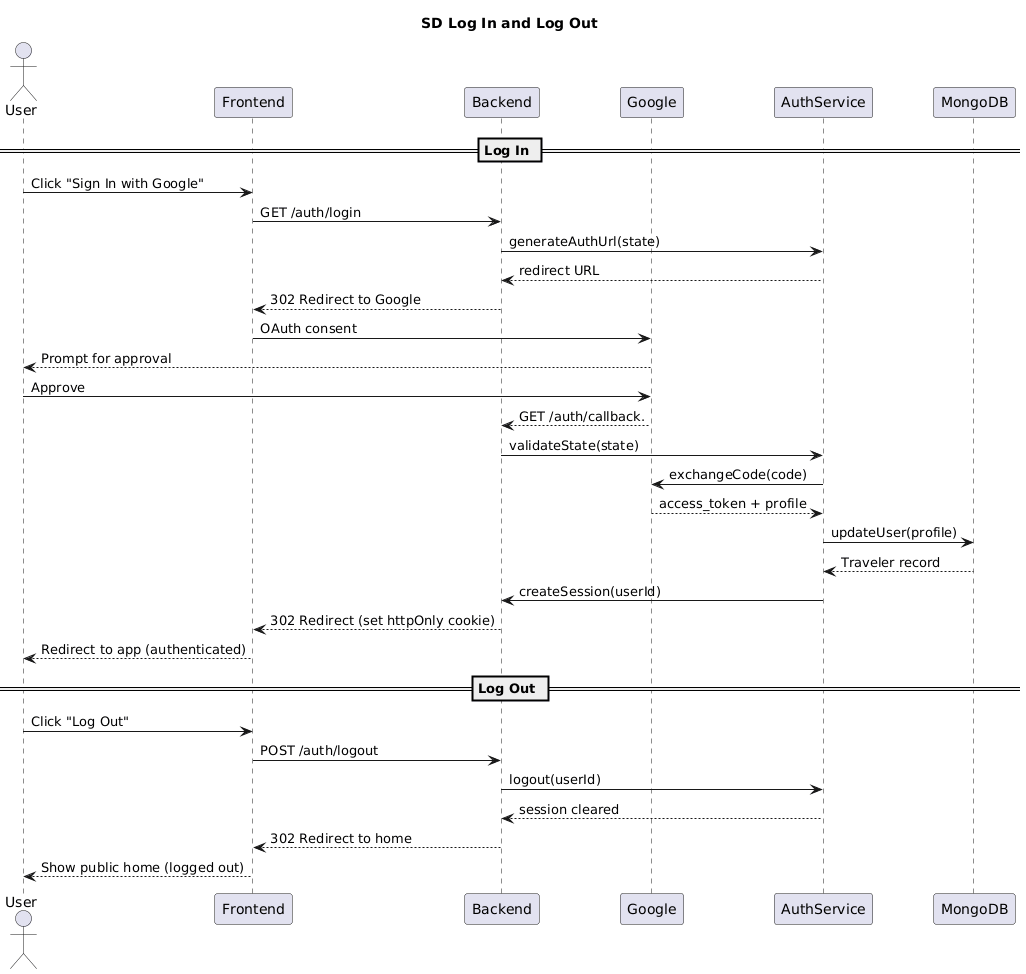 SD Log In and Log Out
User
Frontend
Backend
Google
AuthService
MongoDB
Log In
Click "Sign In with Google"
GET /auth/login
generateAuthUrl(state)
redirect URL
302 Redirect to Google
OAuth consent
Prompt for approval
Approve
GET /auth/callback.
validateState(state)
exchangeCode(code)
access_token + profile
updateUser(profile)
Traveler record
createSession(userId)
302 Redirect (set httpOnly cookie)
Redirect to app (authenticated)
Log Out
Click "Log Out"
POST /auth/logout
logout(userId)
session cleared
302 Redirect to home
Show public home (logged out)
User
Frontend
Backend
Google
AuthService
MongoDB